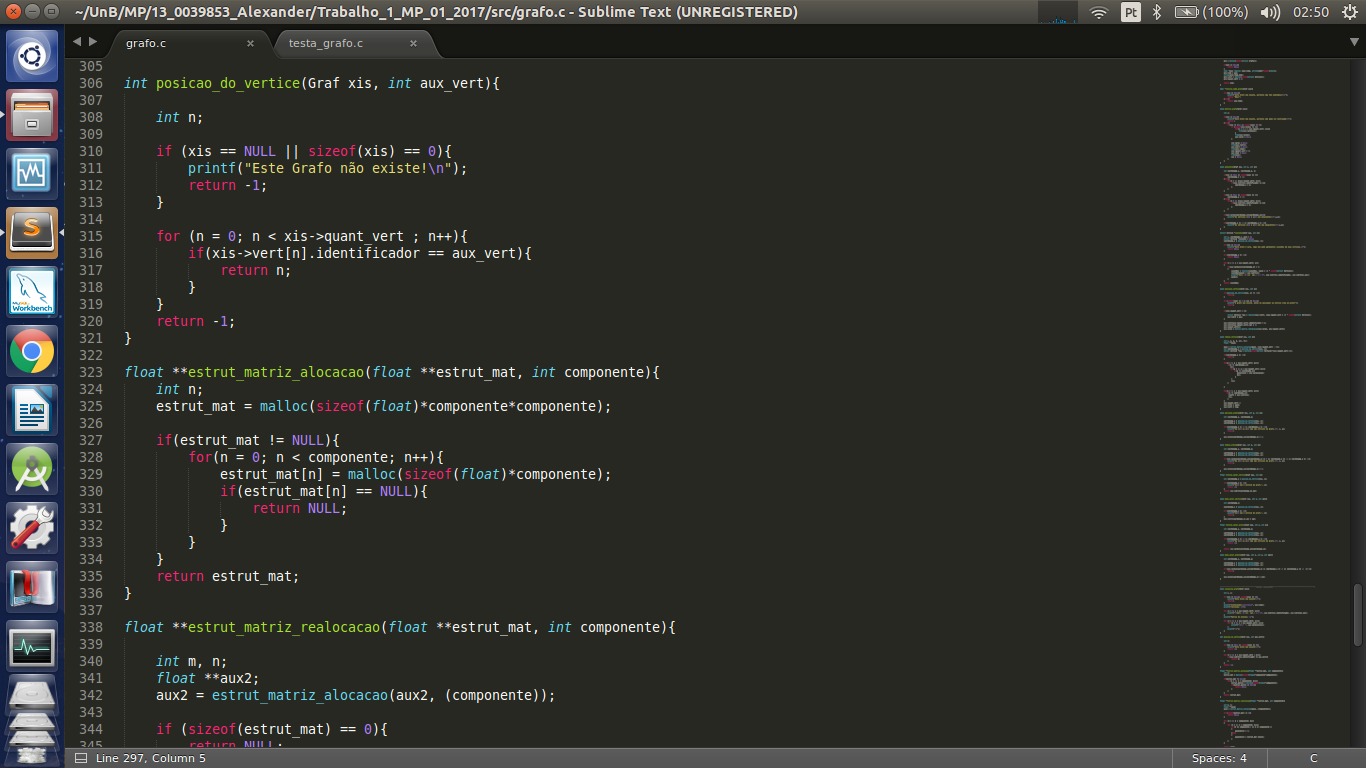 ~/UnB/MP/13_0039853_Alexander/Trabalho_1_MP_01_2017/src/grafo.c - Sublime Text (UNREGISTERED)
Pt
(100%)
02:50
grafo.c
testa_grafo.c
305
306 int posicao_do_vertice(Graf xis, int aux_vert){
307
308     int n;
309
310     if (xis == NULL || sizeof(xis) == 0){
311         printf("Este Grafo não existe!\n");
312         return -1;
313     }
314
315     for (n = 0; n < xis->quant_vert ; n++){
316         if(xis->vert[n].identificador == aux_vert){
317             return n;
318         }
319     }
320     return -1;
321 }
322
323 float **estrut_matriz_alocacao(float **estrut_mat, int componente){
324     int n;
325     estrut_mat = malloc(sizeof(float)*componente*componente);
326
327     if(estrut_mat != NULL){
328         for(n = 0; n < componente; n++){
329             estrut_mat[n] = malloc(sizeof(float)*componente);
330             if(estrut_mat[n] == NULL){
331                 return NULL;
332             }
333         }
334     }
335     return estrut_mat;
336 }
337
338 float **estrut_matriz_realocacao(float **estrut_mat, int componente){
339
340     int m, n;
341     float **aux2;
342     aux2 = estrut_matriz_alocacao(aux2, (componente));
343
344     if (sizeof(estrut_mat) == 0){
345         return NULL;
Workbench
Line 297, Column 5
Spaces: 4
C